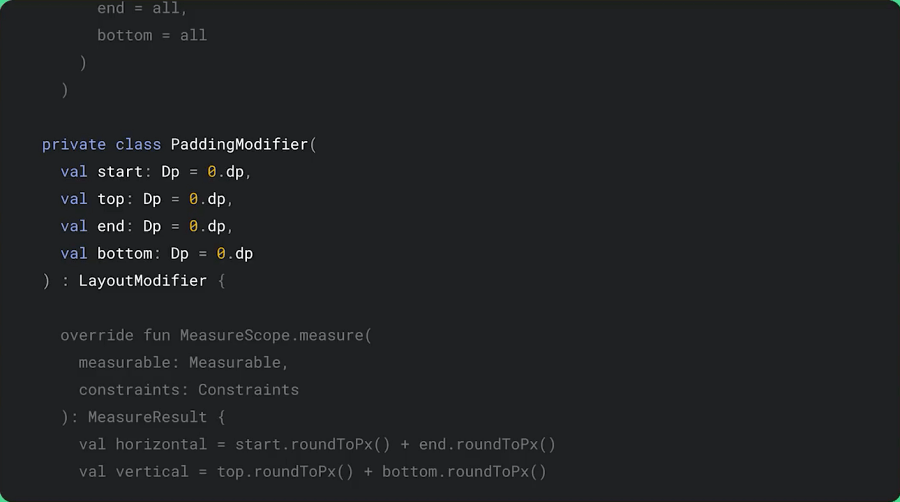 end = all,
bottom = all
)
)
private class PaddingModifier(
val start: Dp = 0.dp,
val top: Dp = 0.dp,
val end: Dp = 0.dp,
val bottom: Dp = 0.dp
) : LayoutModifier {
override fun MeasureScope.measure(
measurable: Measurable,
constraints: Constraints
): MeasureResult {
val horizontal = start.roundToPx() + end.roundToPx()
val vertical = top.roundToPx() + bottom.roundToPx()